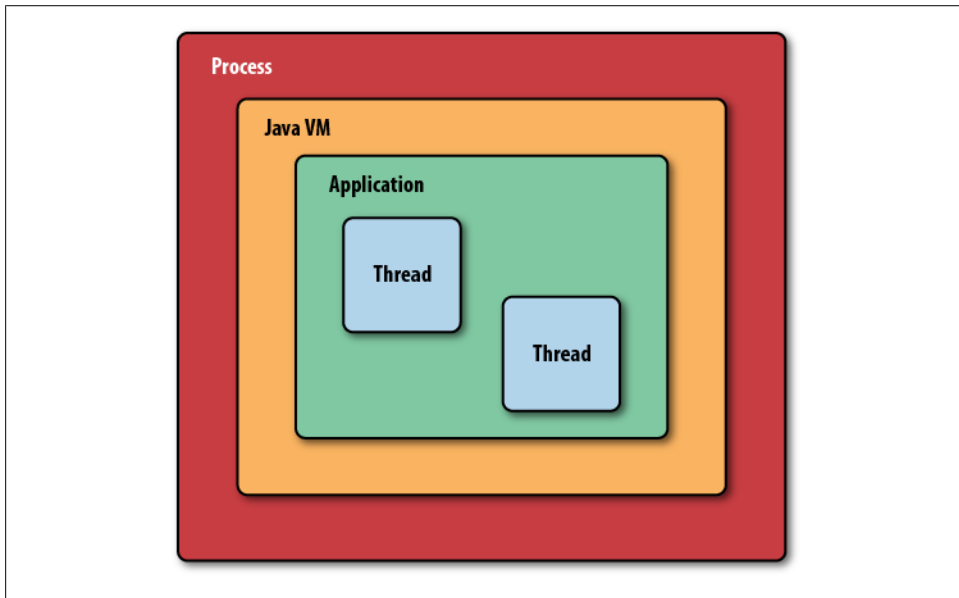 Process
Java VM
Application
Thread
Thread